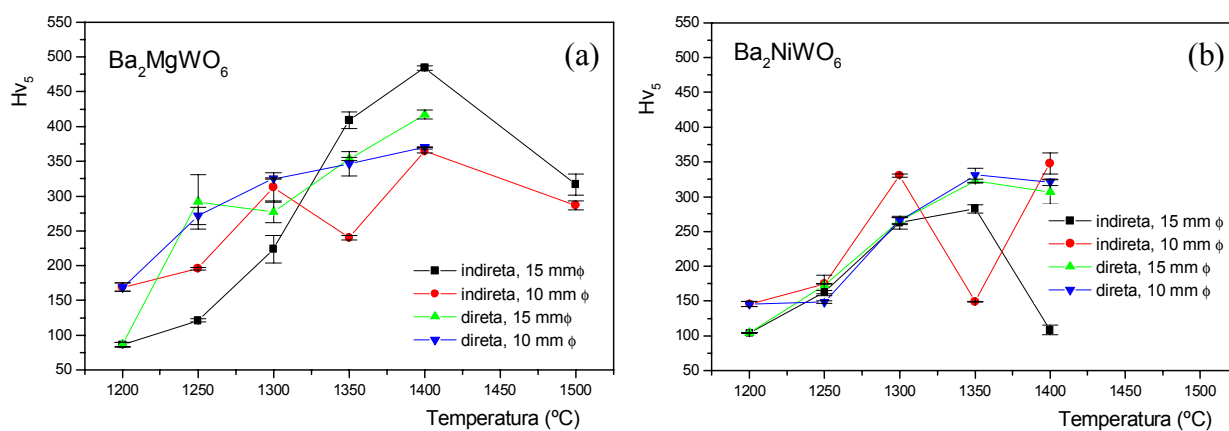 Ba₂MgWO₆
(a)
Hv₅
550
500
450
400
350
300
250
200
150
100
50
1200 1250 1300 1350 1400 1450 1500
Temperatura (ºC)
indireta, 15 mmϕ
indireta, 10 mm ϕ
direta, 15 mmϕ
direta, 10 mm ϕ
Ba₂NiWO₆
(b)
Hv₅
550
500
450
400
350
300
250
200
150
100
50
1200 1250 1300 1350 1400 1450 1500
Temperatura (ºC)
indireta, 15 mm ϕ
indireta, 10 mm ϕ
direta, 15 mm ϕ
direta, 10 mm ϕ